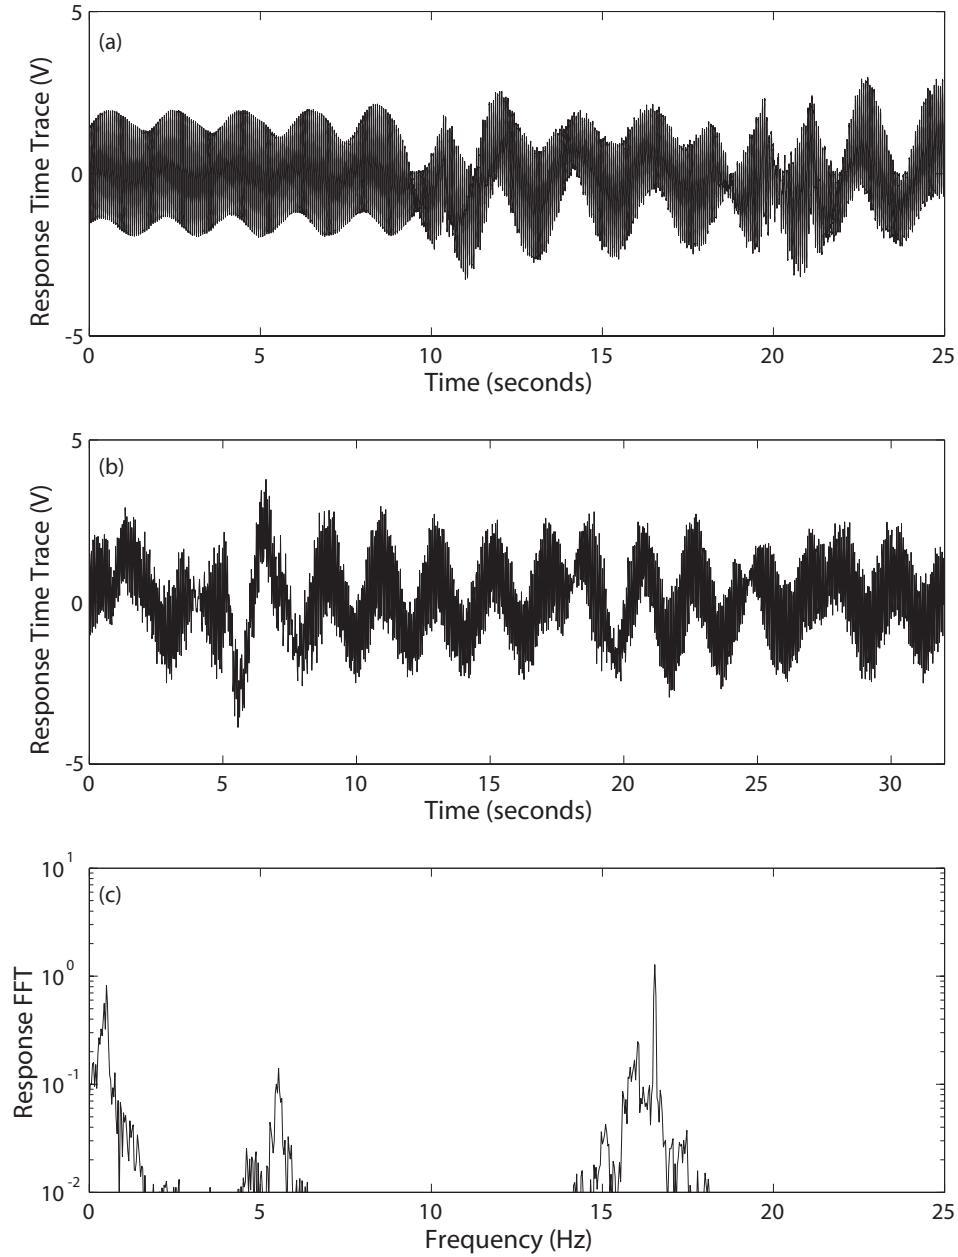 5
(a)
Response Time Trace (V)
0
-5
0 5 10 15 20 25
Time (seconds)
5
(b)
Response Time Trace (V)
0
-5
0 5 10 15 20 25 30
Time (seconds)
10^1
(c)
Response FFT
10^0
10^-1
10^-2
0 5 10 15 20 25
Frequency (Hz)